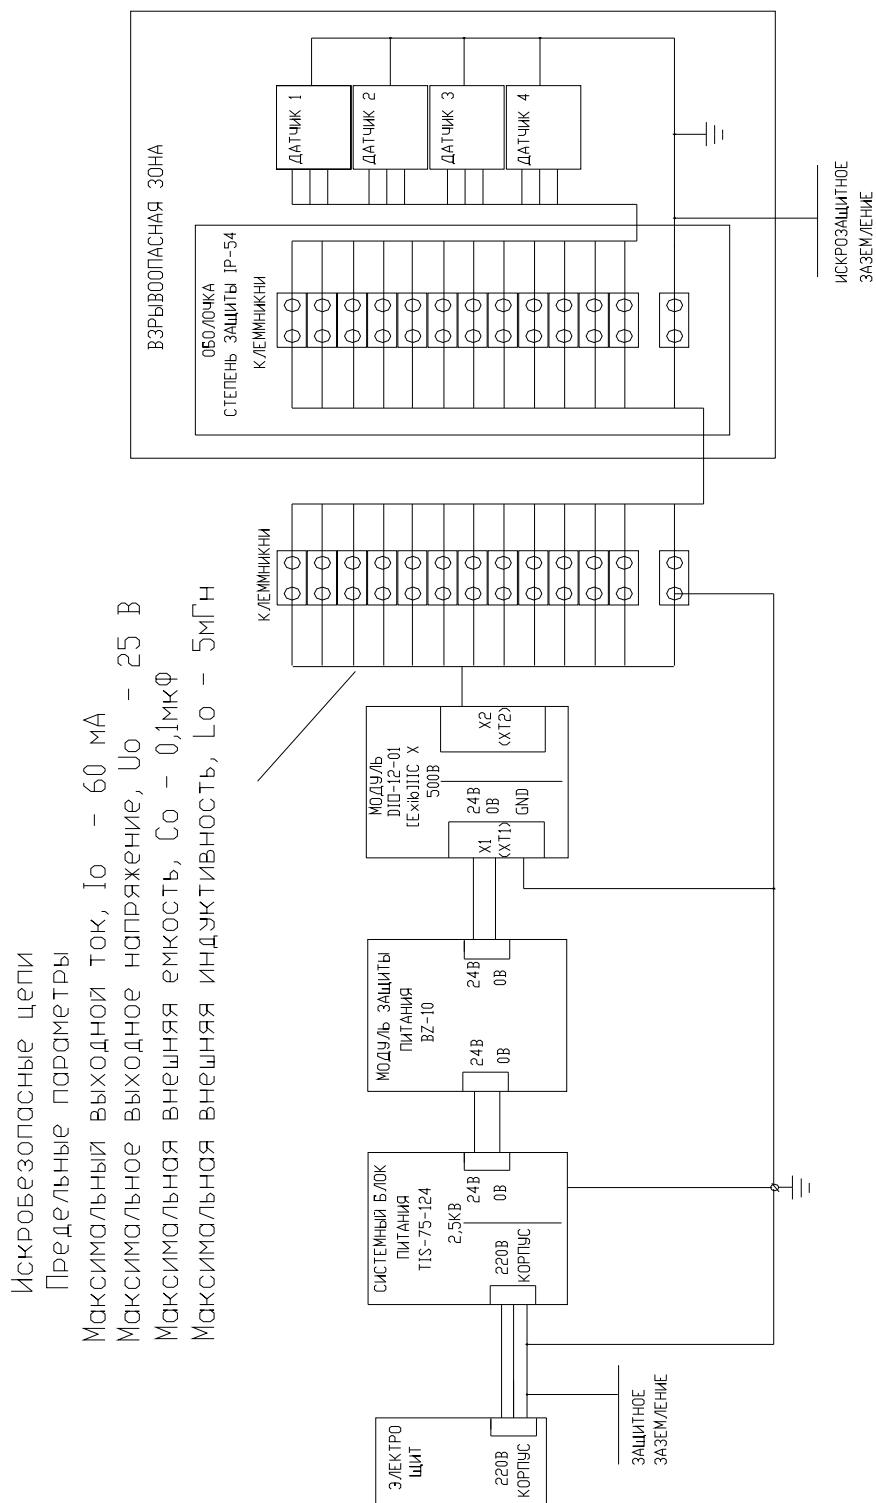 Искробезопасные цепи
Предельные параметры
Максимальный выходной ток, Io - 60 мА
Максимальное выходное напряжение, Uo - 25 В
Максимальная внешняя емкость, Co - 0,1мкФ
Максимальная внешняя индуктивность, Lo - 5мГн
ЭЛЕКТРО
ЩИТ
220В
КОРПУС
ЗАЩИТНОЕ
ЗАЗЕМЛЕНИЕ
СИСТЕМНЫЙ БЛОК
ПИТАНИЯ
TIS-75-124
2,5КВ
220В
КОРПУС
24В
0В
МОДУЛЬ ЗАЩИТЫ
ПИТАНИЯ
BZ-10
24В
0В
24В
0В
МОДУЛЬ
DIO-12-01
[Exib]IIC X
500В
X1
(XT1)
24В
0В
GND
X2
(XT2)
КЛЕММНИКНИ
ВЗРЫВООПАСНАЯ ЗОНА
ОБОЛОЧКА
СТЕПЕНЬ ЗАЩИТЫ IP-54
КЛЕММНИКНИ
ДАТЧИК 1
ДАТЧИК 2
ДАТЧИК 3
ДАТЧИК 4
ИСКРОЗАЩИТНОЕ
ЗАЗЕМЛЕНИЕ